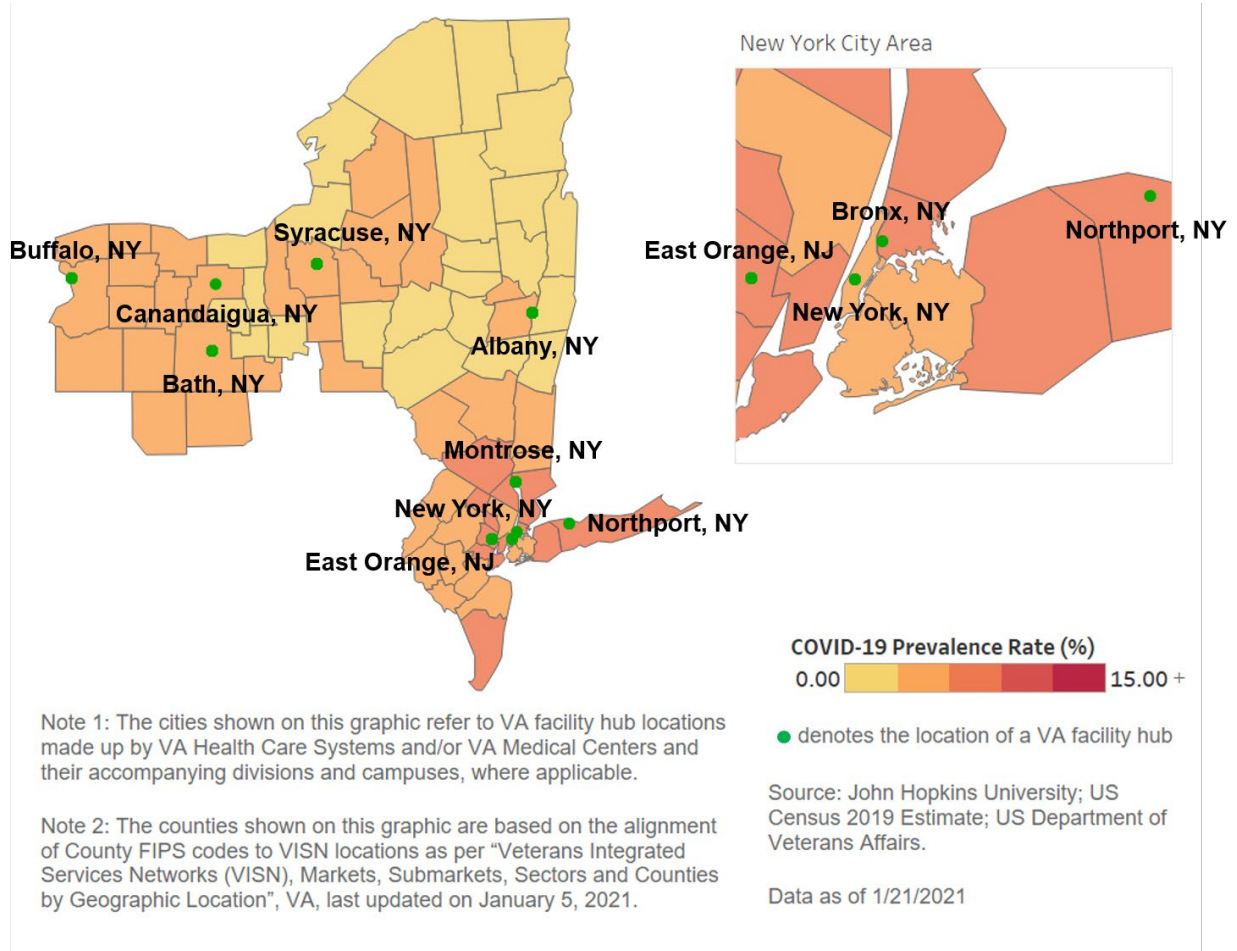 New York City Area
Bronx, NY
Northport, NY
East Orange, NJ
New York, NY
Buffalo, NY
Syracuse, NY
Canandaigua, NY
Albany, NY
Bath, NY
Montrose, NY
New York, NY
Northport, NY
East Orange, NJ
COVID-19 Prevalence Rate (%)
0.00 15.00 +
denotes the location of a VA facility hub
Note 1: The cities shown on this graphic refer to VA facility hub locations
made up by VA Health Care Systems and/or VA Medical Centers and
their accompanying divisions and campuses, where applicable.
Note 2: The counties shown on this graphic are based on the alignment
of County FIPS codes to VISN locations as per “Veterans Integrated
Services Networks (VISN), Markets, Submarkets, Sectors and Counties
by Geographic Location”, VA, last updated on January 5, 2021.
Source: John Hopkins University; US
Census 2019 Estimate; US Department of
Veterans Affairs.
Data as of 1/21/2021